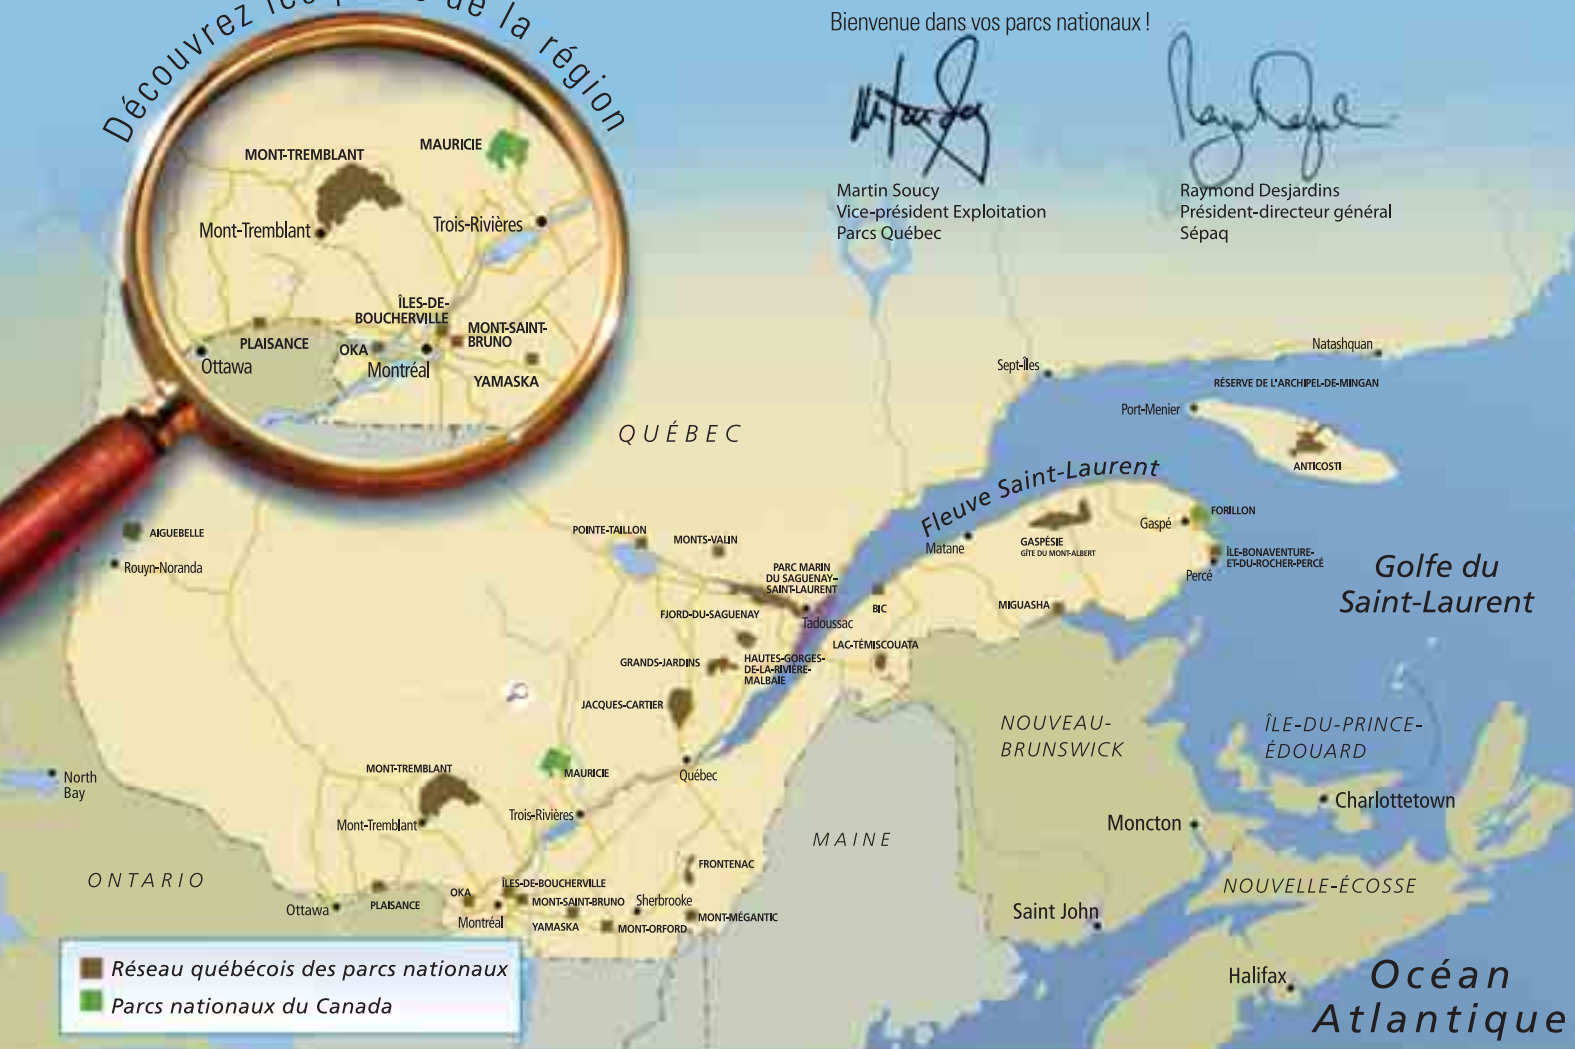 Découvrez les parcs de la région
Bienvenue dans vos parcs nationaux !
Martin Soucy
Vice-président Exploitation
Parcs Québec
Raymond Desjardins
Président-directeur général
Sépaq
MONT-TREMBLANT
MAURICIE
Mont-Tremblant
Trois-Rivières
ÎLES-DE-
BOUCHERVILLE
MONT-SAINT-
BRUNO
PLAISANCE
OKA
Ottawa
Montréal
YAMASKA
QUÉBEC
Sept-Îles
Natashquan
RÉSERVE DE L'ARCHIPEL-DE-MINGAN
Port-Menier
ANTICOSTI
Fleuve Saint-Laurent
AIGUEBELLE
Rouyn-Noranda
POINTE-TAILLON
MONTS-VALIN
PARC MARIN
DU SAGUENAY–
SAINT-LAURENT
FJORD-DU-SAGUENAY
Tadoussac
BIC
Matane
GASPÉSIE
GÎTE DU MONT-ALBERT
Gaspé
FORILLON
ÎLE-BONAVENTURE-
ET-DU-ROCHER-PERCÉ
Percé
MIGUASHA
Golfe du
Saint-Laurent
LAC-TÉMISCOUATA
GRANDS-JARDINS
HAUTES-GORGES-
DE-LA-RIVIÈRE-
MALBAIE
JACQUES-CARTIER
NOUVEAU-
BRUNSWICK
ÎLE-DU-PRINCE-
ÉDOUARD
North
Bay
MONT-TREMBLANT
MAURICIE
Québec
Mont-Tremblant
Trois-Rivières
Charlottetown
Moncton
MAINE
FRONTENAC
ONTARIO
NOUVELLE-ÉCOSSE
OKA
ÎLES-DE-BOUCHERVILLE
MONT-SAINT-BRUNO
Sherbrooke
Ottawa
PLAISANCE
Montréal
YAMASKA
MONT-ORFORD
MONT-MÉGANTIC
Saint John
Halifax
Océan
Atlantique
Réseau québécois des parcs nationaux
Parcs nationaux du Canada